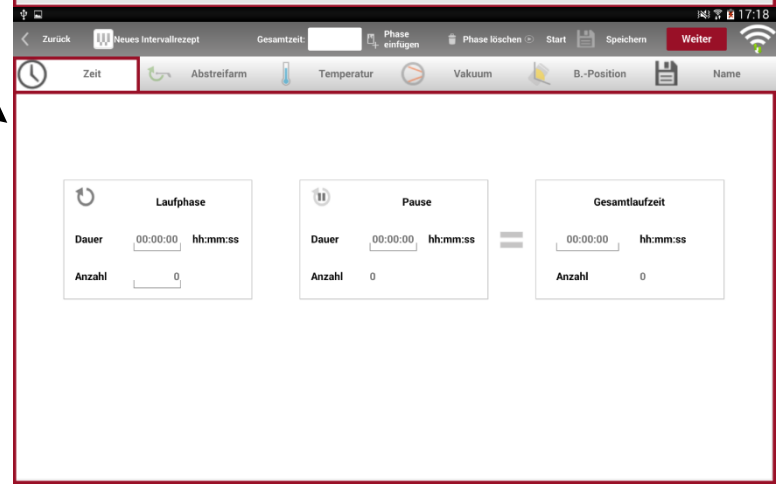 17:18
Zurück Neues Intervallrezept Gesamtzeit: Phase einfügen Phase löschen Start Speichern Weiter
Zeit Abstreifarm Temperatur Vakuum B.-Position Name
Laufphase
Dauer 00:00:00 hh:mm:ss
Anzahl 0
Pause
Dauer 00:00:00 hh:mm:ss
Anzahl 0
=
Gesamtlaufzeit
00:00:00 hh:mm:ss
Anzahl 0